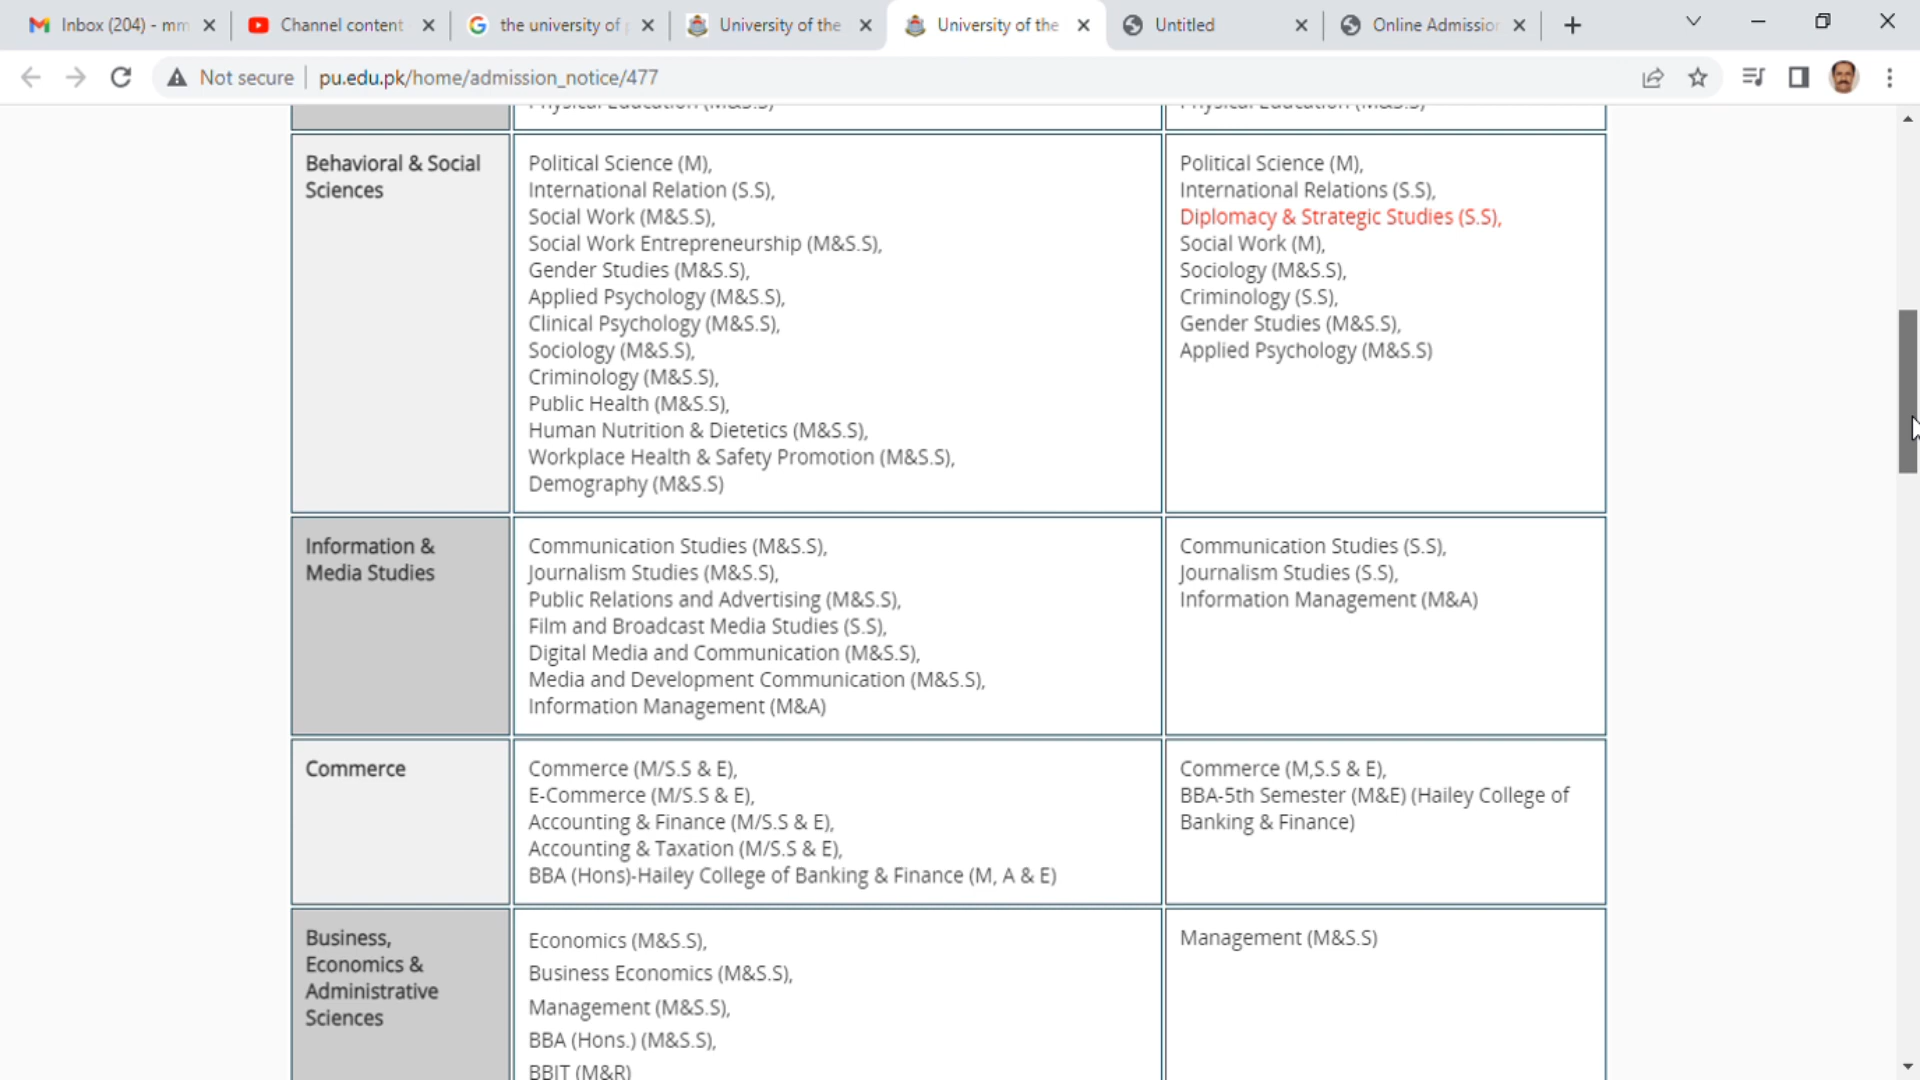 Inbox (204) - mm
Channel content
the university of
University of the
University of the
Untitled
Online Admission
Not secure
pu.edu.pk/home/admission_notice/477
Physical Education (M&S.S)
Physical Education (M&S.S)
Behavioral & Social
Sciences
Political Science (M),
International Relation (S.S),
Social Work (M&S.S),
Social Work Entrepreneurship (M&S.S),
Gender Studies (M&S.S),
Applied Psychology (M&S.S),
Clinical Psychology (M&S.S),
Sociology (M&S.S),
Criminology (M&S.S),
Public Health (M&S.S),
Human Nutrition & Dietetics (M&S.S),
Workplace Health & Safety Promotion (M&S.S),
Demography (M&S.S)
Political Science (M),
International Relations (S.S),
Diplomacy & Strategic Studies (S.S),
Social Work (M),
Sociology (M&S.S),
Criminology (S.S),
Gender Studies (M&S.S),
Applied Psychology (M&S.S)
Information &
Media Studies
Communication Studies (M&S.S),
Journalism Studies (M&S.S),
Public Relations and Advertising (M&S.S),
Film and Broadcast Media Studies (S.S),
Digital Media and Communication (M&S.S),
Media and Development Communication (M&S.S),
Information Management (M&A)
Communication Studies (S.S),
Journalism Studies (S.S),
Information Management (M&A)
Commerce
Commerce (M/S.S & E),
E-Commerce (M/S.S & E),
Accounting & Finance (M/S.S & E),
Accounting & Taxation (M/S.S & E),
BBA (Hons)-Hailey College of Banking & Finance (M, A & E)
Commerce (M,S.S & E),
BBA-5th Semester (M&E) (Hailey College of
Banking & Finance)
Business,
Economics &
Administrative
Sciences
Economics (M&S.S),
Business Economics (M&S.S),
Management (M&S.S),
BBA (Hons.) (M&S.S),
BBIT (M&R)
Management (M&S.S)